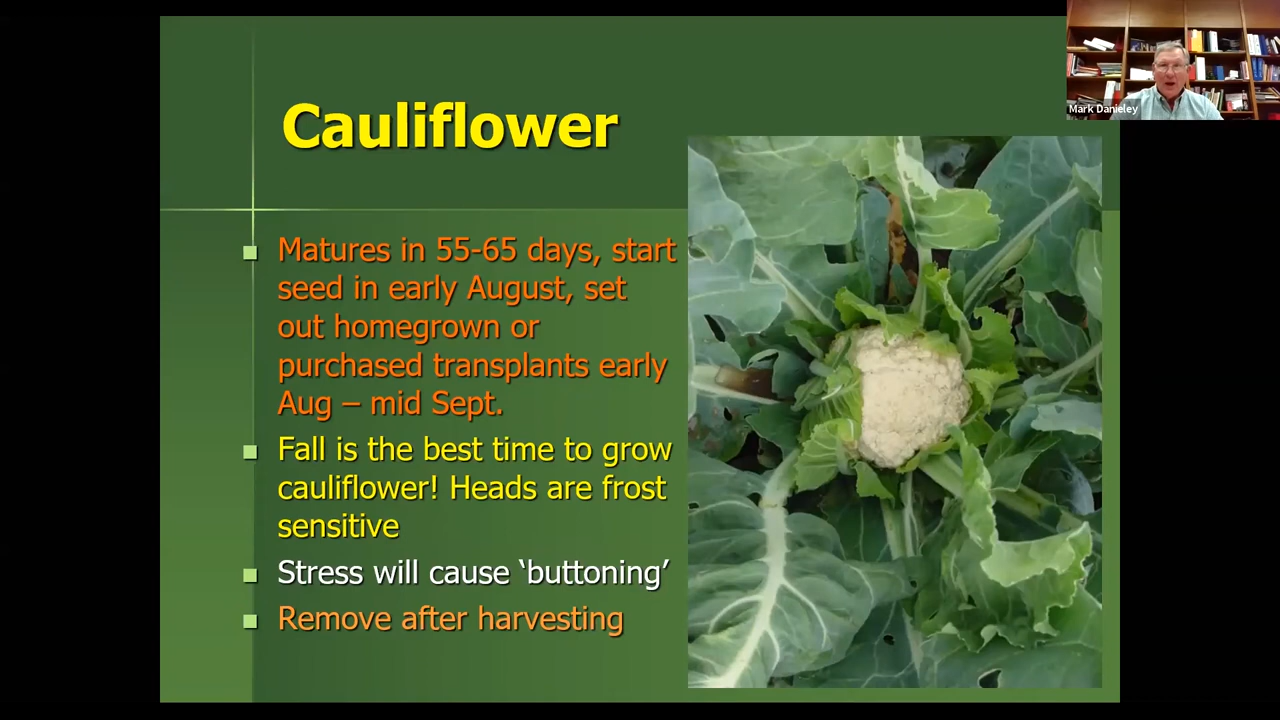 Mark Danieley
Cauliflower
Matures in 55-65 days, start
seed in early August, set
out homegrown or
purchased transplants early
Aug – mid Sept.
Fall is the best time to grow
cauliflower! Heads are frost
sensitive
Stress will cause ‘buttoning’
Remove after harvesting